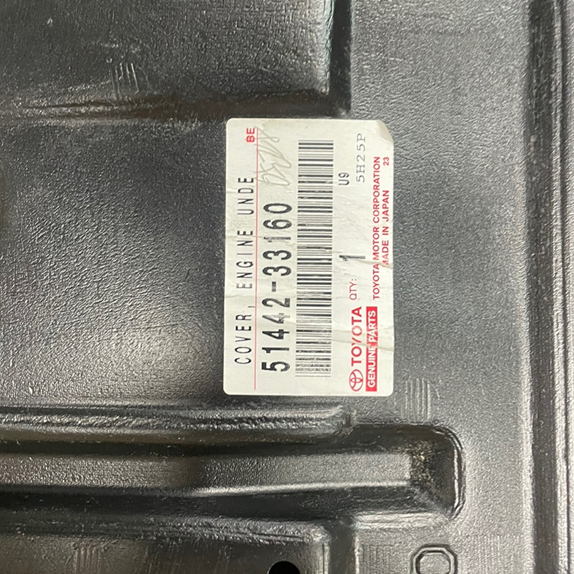 BE
COVER, ENGINE UNDE
51442-33160
U9
5H25P
TOYOTA QTY: 1
GENUINE PARTS
TOYOTA MOTOR CORPORATION
MADE IN JAPAN 23